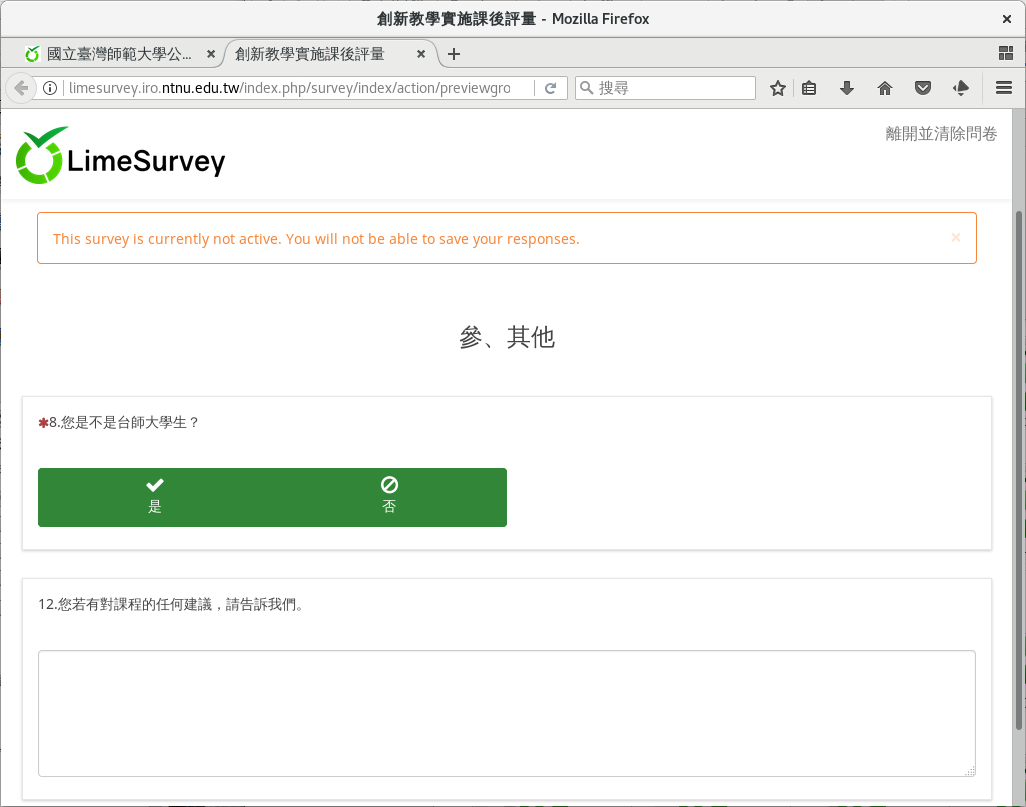 創新教學實施課後評量 - Mozilla Firefox
國立臺灣師範大學公...
創新教學實施課後評量
limesurvey.iro.ntnu.edu.tw/index.php/survey/index/action/previewgro
搜尋
LimeSurvey
離開並清除問卷
This survey is currently not active. You will not be able to save your responses.
參、其他
✱8.您是不是台師大學生？
是
否
12.您若有對課程的任何建議，請告訴我們。